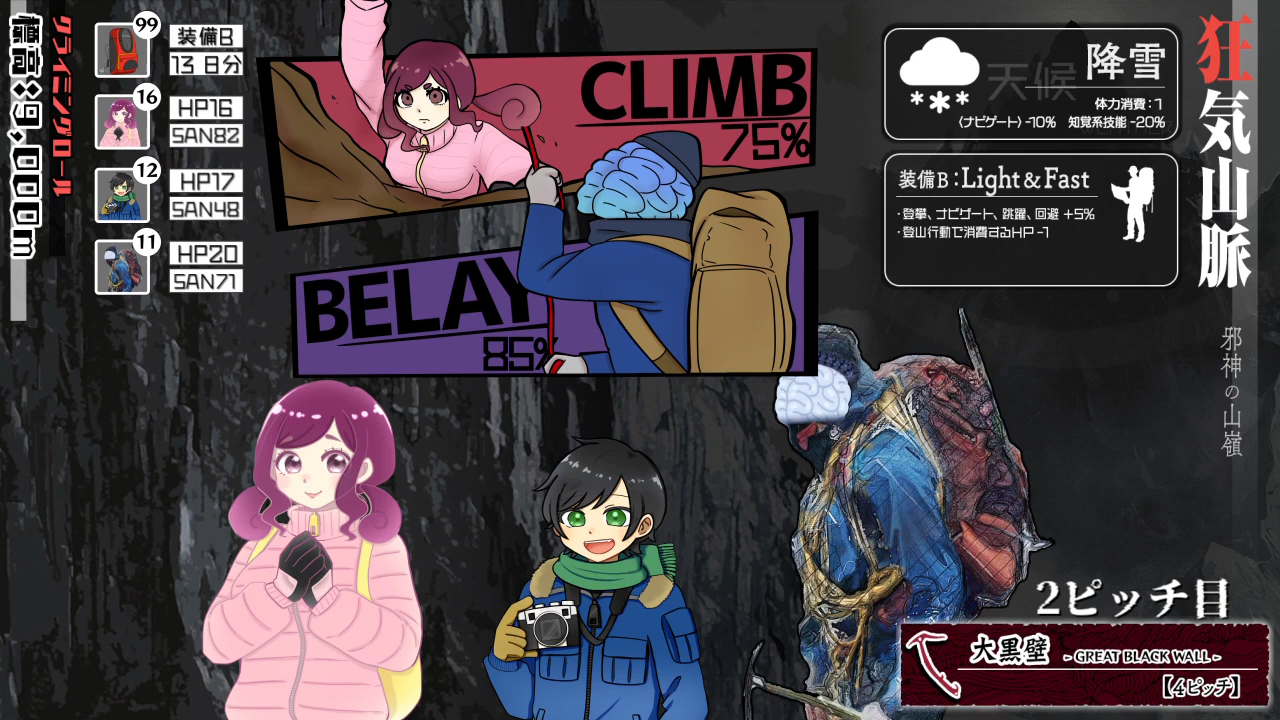 クライミングロール
標高:9,000m
99
装備B
13 日分
16
HP16
SAN82
12
HP17
SAN48
11
HP20
SAN71
CLIMB
75%
BELAY
85%
天候
降雪
体力消費:1
〈ナビゲート〉-10% 知覚系技能 -20%
装備B:Light & Fast
・登攀、ナビゲート、跳躍、回避 +5%
・登山行動で消費するHP -1
狂気山脈
邪神の山嶺
2ピッチ目
大黒壁 - GREAT BLACK WALL -
【4ピッチ】